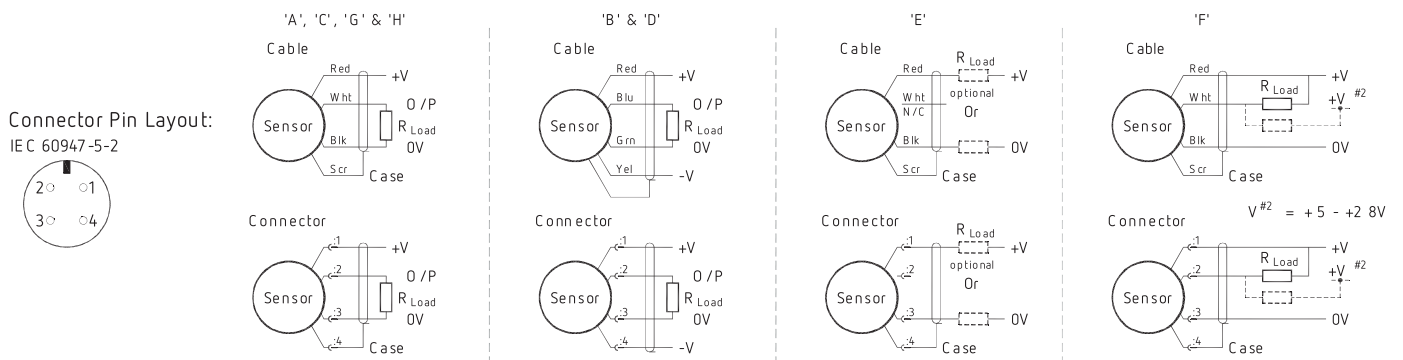 'A', 'C', 'G' & 'H'
Cable
Red
+V
Wht
O/P
Sensor
R Load
Blk
0V
Scr
Case
Connector
:1
+V
:2
O/P
Sensor
R Load
:3
0V
:4
Case
'B' & 'D'
Cable
Red
+V
Blu
O/P
Sensor
R Load
Grn
0V
Yel
-V
Connector
:1
+V
:2
O/P
Sensor
R Load
:3
0V
:4
-V
'E'
Cable
R Load
Red
+V
optional
Wht
N/C
Or
Sensor
Blk
0V
Scr
Case
Connector
R Load
:1
+V
optional
:2
Or
Sensor
:3
0V
:4
Case
'F'
Cable
Red
+V
R Load
+V #2
Wht
Sensor
Blk
0V
Scr
Case
V#2 = +5 - +28V
Connector
:1
+V
R Load
+V #2
:2
Sensor
:3
0V
:4
Case
Connector Pin Layout:
IEC 60947-5-2
2 1
3 4